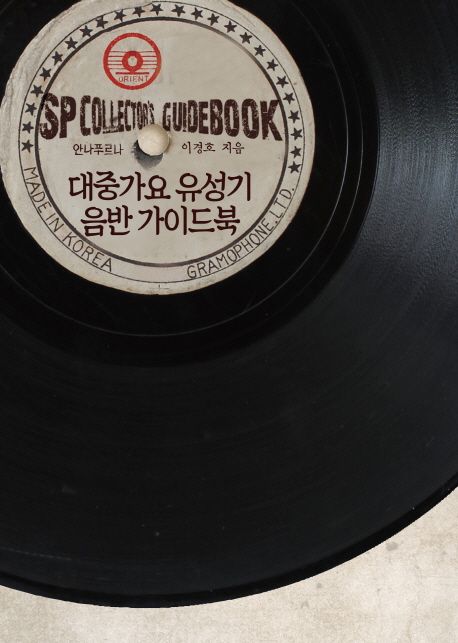 ORIENT
SP COLLECTOR'S GUIDEBOOK
안나푸르나 이경호 지음
대중가요 유성기
음반 가이드북
MADE IN KOREA
GRAMOPHONE, LTD.